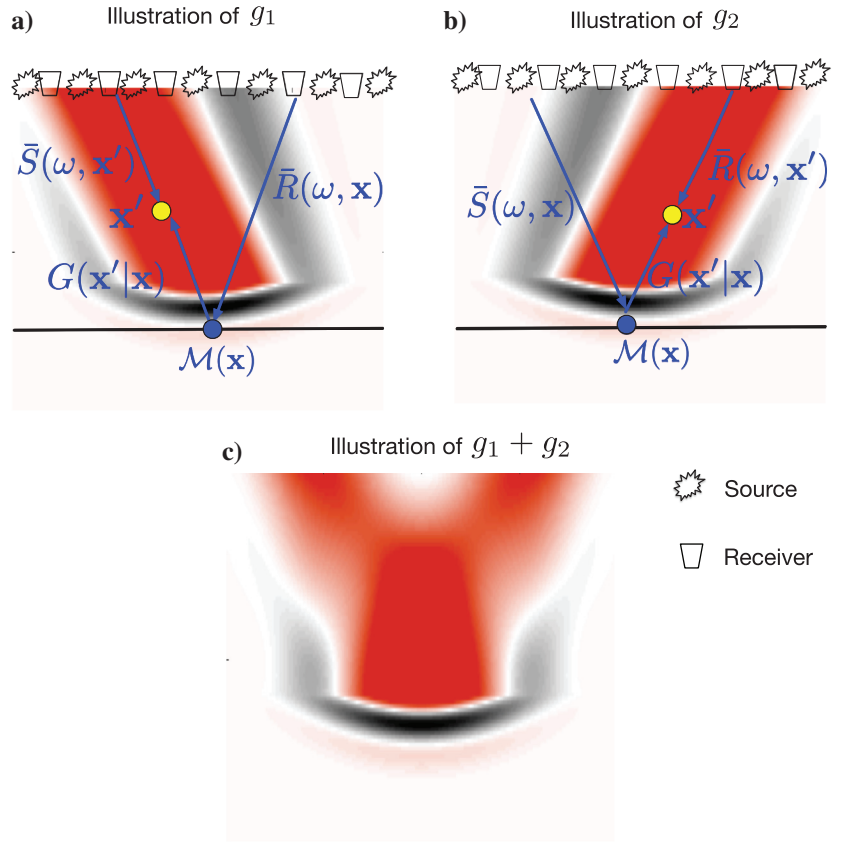 a) Illustration of g₁
b) Illustration of g₂
S̄(ω, x′)
R̄(ω, x)
x′
G(x′|x)
M(x)
S̄(ω, x)
R̄(ω, x′)
x′
G(x′|x)
M(x)
c) Illustration of g₁ + g₂
Source
Receiver